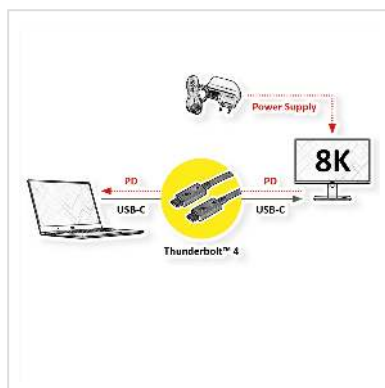 Power Supply
8K
PD
PD
USB-C
USB-C
Thunderbolt™ 4